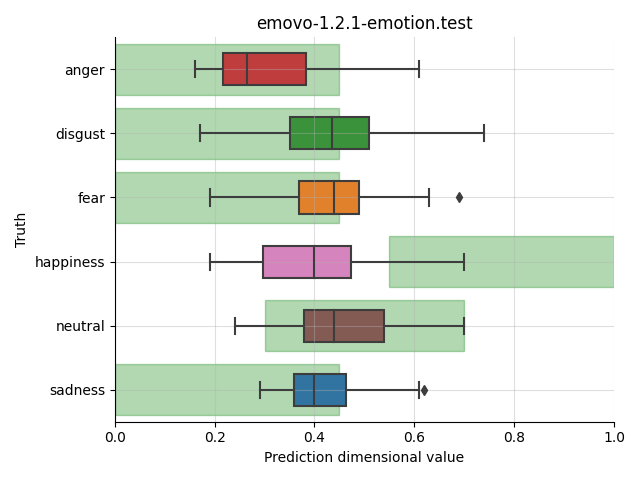 emovo-1.2.1-emotion.test
Truth
anger
disgust
fear
happiness
neutral
sadness
0.0 0.2 0.4 0.6 0.8 1.0
Prediction dimensional value